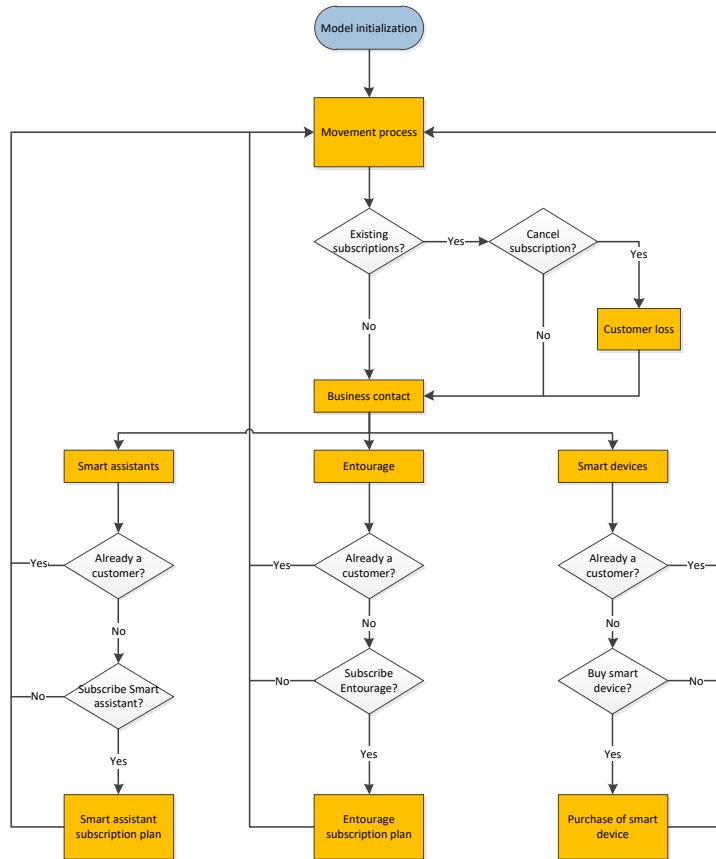 Model initialization
Movement process
Existing
subscriptions?
Yes
Cancel
subscription?
Yes
No
No
Customer loss
Business contact
Smart assistants
Entourage
Smart devices
Already a
customer?
Yes
Already a
customer?
Yes
Already a
customer?
Yes
No
No
No
Subscribe Smart
assistant?
No
Subscribe
Entourage?
No
Buy smart
device?
No
Yes
Yes
Yes
Smart assistant
subscription plan
Entourage
subscription plan
Purchase of smart
device